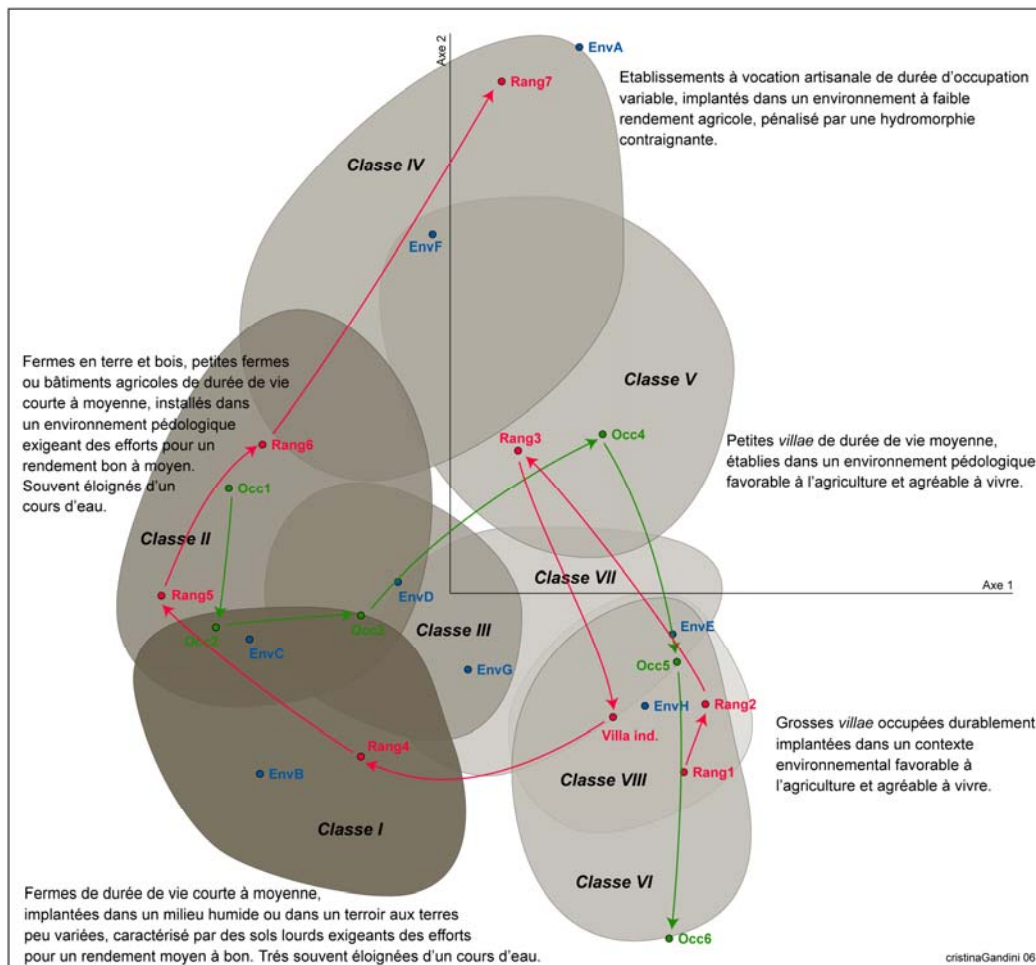 Axe 2
EnvA
Rang7
Etablissements à vocation artisanale de durée d'occupation
variable, implantés dans un environnement à faible
rendement agricole, pénalisé par une hydromorphie
contraignante.
Classe IV
EnvF
Classe V
Fermes en terre et bois, petites fermes
ou bâtiments agricoles de durée de vie
courte à moyenne, installés dans
un environnement pédologique
exigeant des efforts pour un
rendement bon à moyen.
Souvent éloignés d'un
cours d'eau.
Rang6
Rang3
Occ4
Petites villae de durée de vie moyenne,
établies dans un environnement pédologique
favorable à l'agriculture et agréable à vivre.
Occ1
Classe II
Classe VII
Axe 1
Rang5
EnvD
Occ3
Classe III
EnvE
Occ2
EnvC
EnvG
Occ5
EnvH
Rang2
Villa ind.
Grosses villae occupées durablement
implantées dans un contexte
environemental favorable à
l'agriculture et agréable à vivre.
Rang4
EnvB
Classe VIII
Rang1
Classe I
Classe VI
Fermes de durée de vie courte à moyenne,
implantées dans un milieu humide ou dans un terroir aux terres
peu variées, caractérisé par des sols lourds exigeants des efforts
pour un rendement moyen à bon. Trés souvent éloignées d'un cours d'eau.
Occ6
cristinaGandini 06